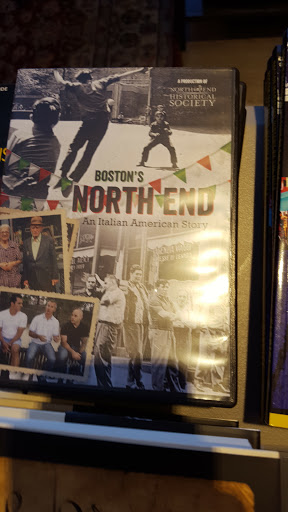 A PRODUCTION OF
NORTH END
HISTORICAL
SOCIETY
BOSTON'S
NORTH END
An Italian American Story